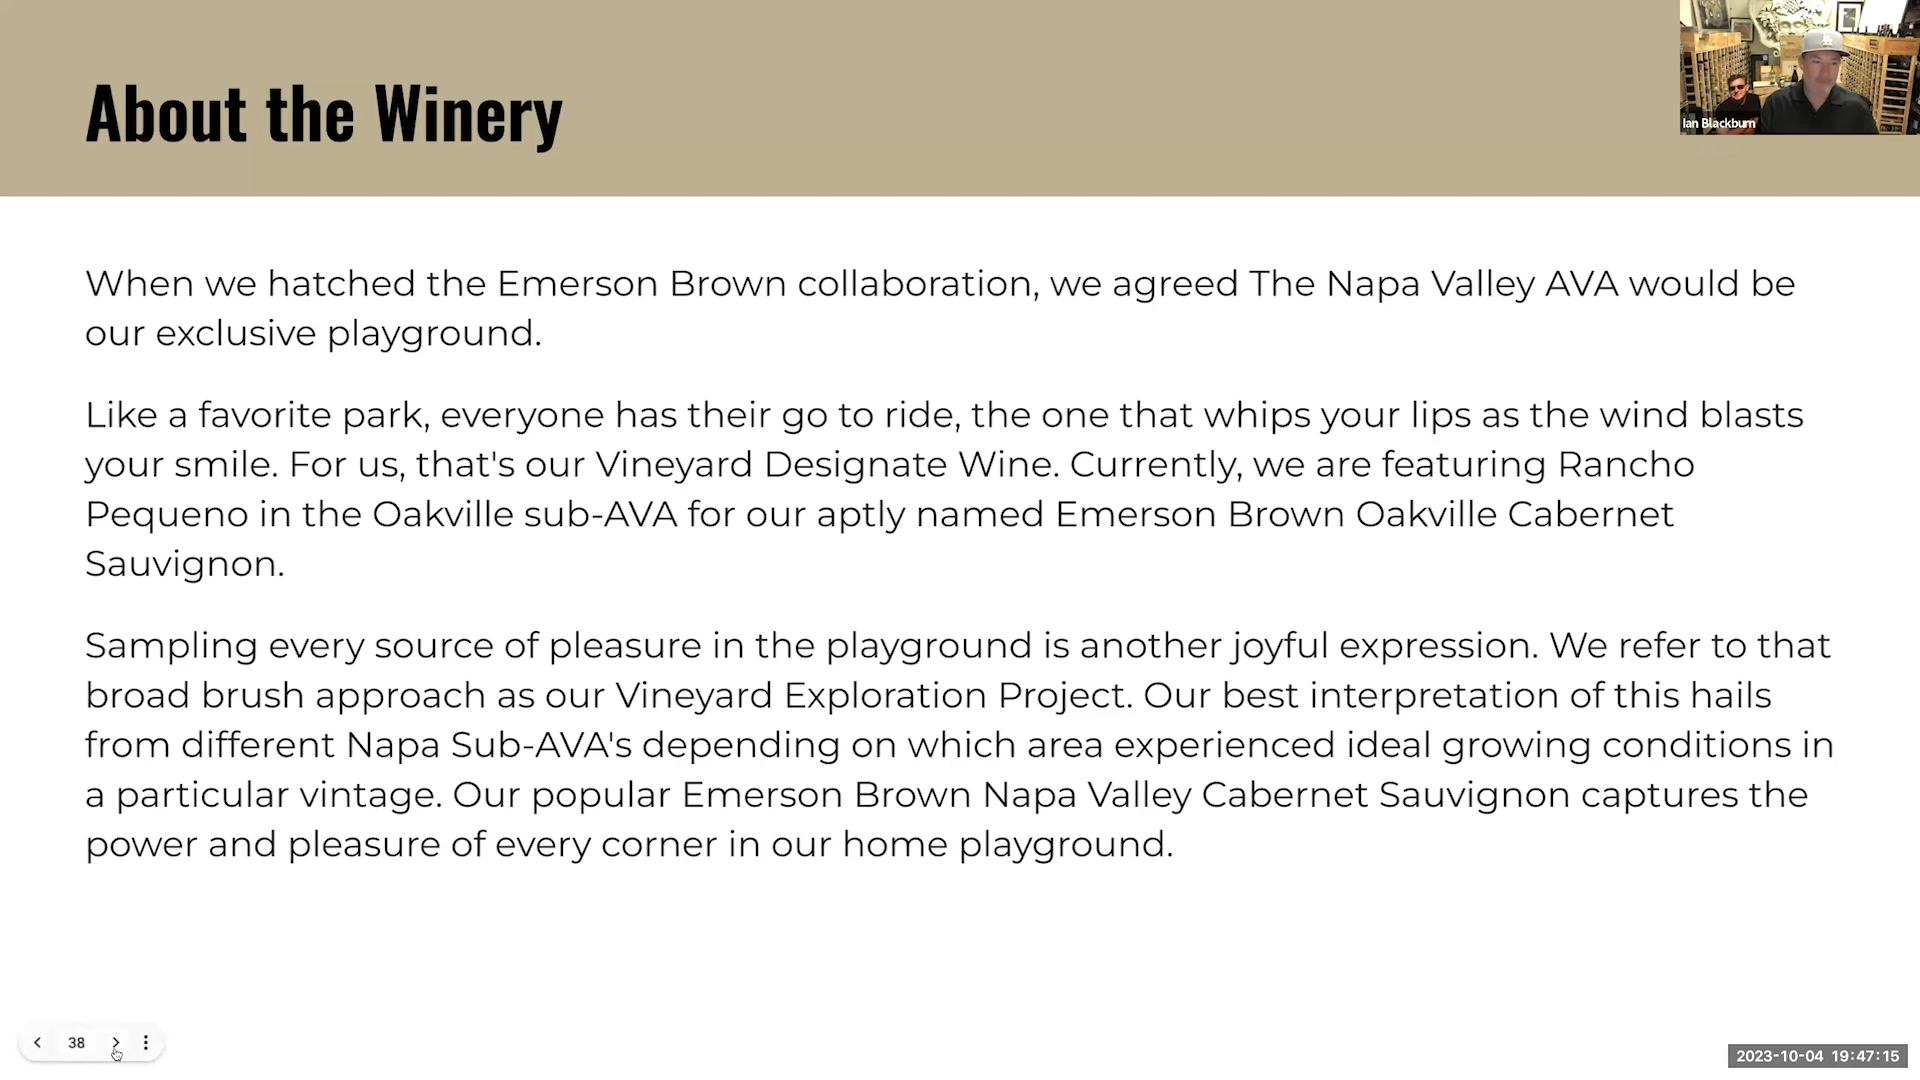 About the Winery
Ian Blackburn
When we hatched the Emerson Brown collaboration, we agreed The Napa Valley AVA would be
our exclusive playground.
Like a favorite park, everyone has their go to ride, the one that whips your lips as the wind blasts
your smile. For us, that's our Vineyard Designate Wine. Currently, we are featuring Rancho
Pequeno in the Oakville sub-AVA for our aptly named Emerson Brown Oakville Cabernet
Sauvignon.
Sampling every source of pleasure in the playground is another joyful expression. We refer to that
broad brush approach as our Vineyard Exploration Project. Our best interpretation of this hails
from different Napa Sub-AVA's depending on which area experienced ideal growing conditions in
a particular vintage. Our popular Emerson Brown Napa Valley Cabernet Sauvignon captures the
power and pleasure of every corner in our home playground.
38
2023-10-04 19:47:15